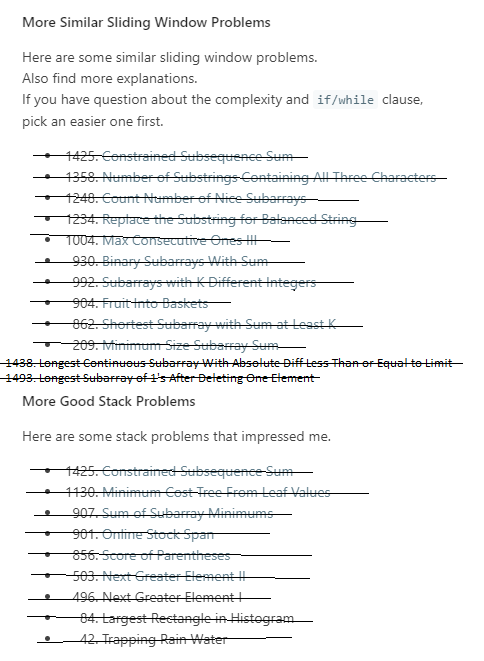 More Similar Sliding Window Problems
Here are some similar sliding window problems.
Also find more explanations.
If you have question about the complexity and if/while clause,
pick an easier one first.
• 1425. Constrained Subsequence Sum
• 1358. Number of Substrings Containing All Three Characters
• 1248. Count Number of Nice Subarrays
• 1234. Replace the Substring for Balanced String
• 1004. Max Consecutive Ones III
• 930. Binary Subarrays With Sum
• 992. Subarrays with K Different Integers
• 904. Fruit Into Baskets
• 862. Shortest Subarray with Sum at Least K
• 209. Minimum Size Subarray Sum
1438. Longest Continuous Subarray With Absolute Diff Less Than or Equal to Limit
1493. Longest Subarray of 1's After Deleting One Element
More Good Stack Problems
Here are some stack problems that impressed me.
• 1425. Constrained Subsequence Sum
• 1130. Minimum Cost Tree From Leaf Values
• 907. Sum of Subarray Minimums
• 901. Online Stock Span
• 856. Score of Parentheses
• 503. Next Greater Element II
• 496. Next Greater Element I
• 84. Largest Rectangle in Histogram
• 42. Trapping Rain Water